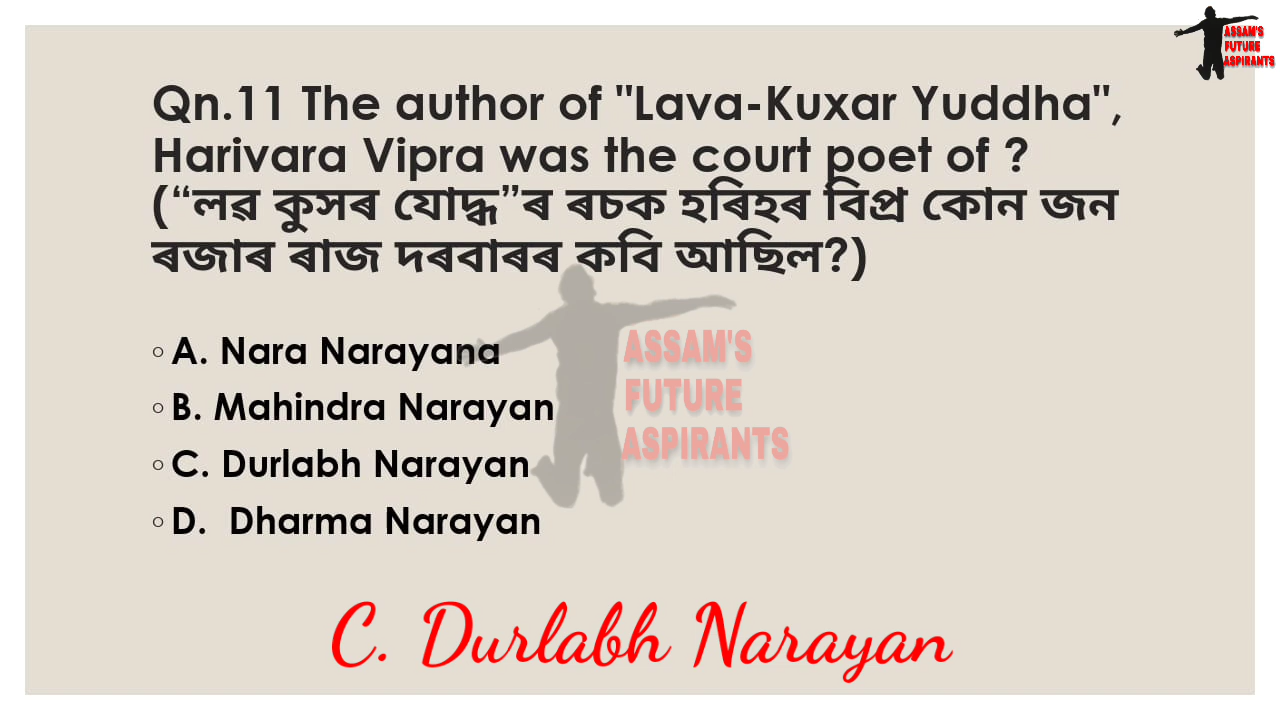 ASSAM'S
FUTURE
ASPIRANTS
Qn.11 The author of "Lava-Kuxar Yuddha",
Harivara Vipra was the court poet of ?
(“লৱ কুসৰ যোদ্ধ”ৰ ৰচক হৰিহৰ বিপ্ৰ কোন জন
ৰজাৰ ৰাজ দৰবাৰৰ কবি আছিল?)
A. Nara Narayana
B. Mahindra Narayan
C. Durlabh Narayan
D. Dharma Narayan
ASSAM'S
FUTURE
ASPIRANTS
C. Durlabh Narayan